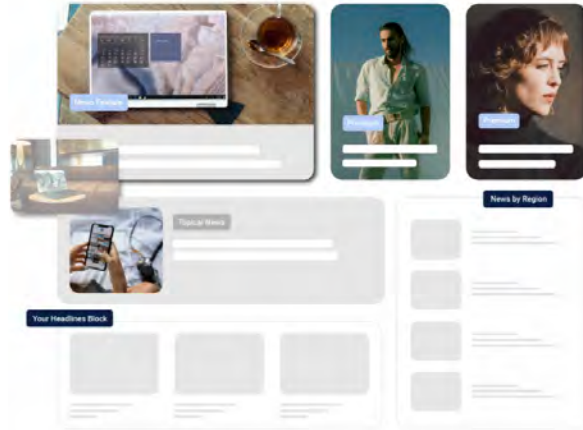 News Feature
Premium
Premium
News by Region
Topical News
Your Headlines Block